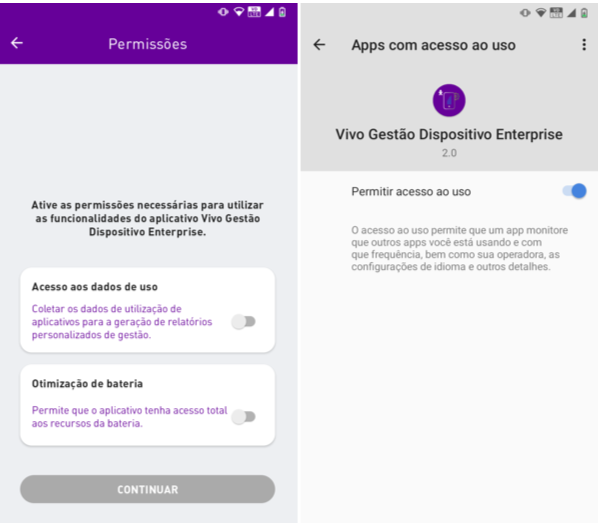 Permissões
Ative as permissões necessárias para utilizar
as funcionalidades do aplicativo Vivo Gestão
Dispositivo Enterprise.
Acesso aos dados de uso
Coletar os dados de utilização de
aplicativos para a geração de relatórios
personalizados de gestão.
Otimização de bateria
Permite que o aplicativo tenha acesso total
aos recursos da bateria.
CONTINUAR
Apps com acesso ao uso
Vivo Gestão Dispositivo Enterprise
2.0
Permitir acesso ao uso
O acesso ao uso permite que um app monitore
que outros apps você está usando e com
que frequência, bem como sua operadora, as
configurações de idioma e outros detalhes.